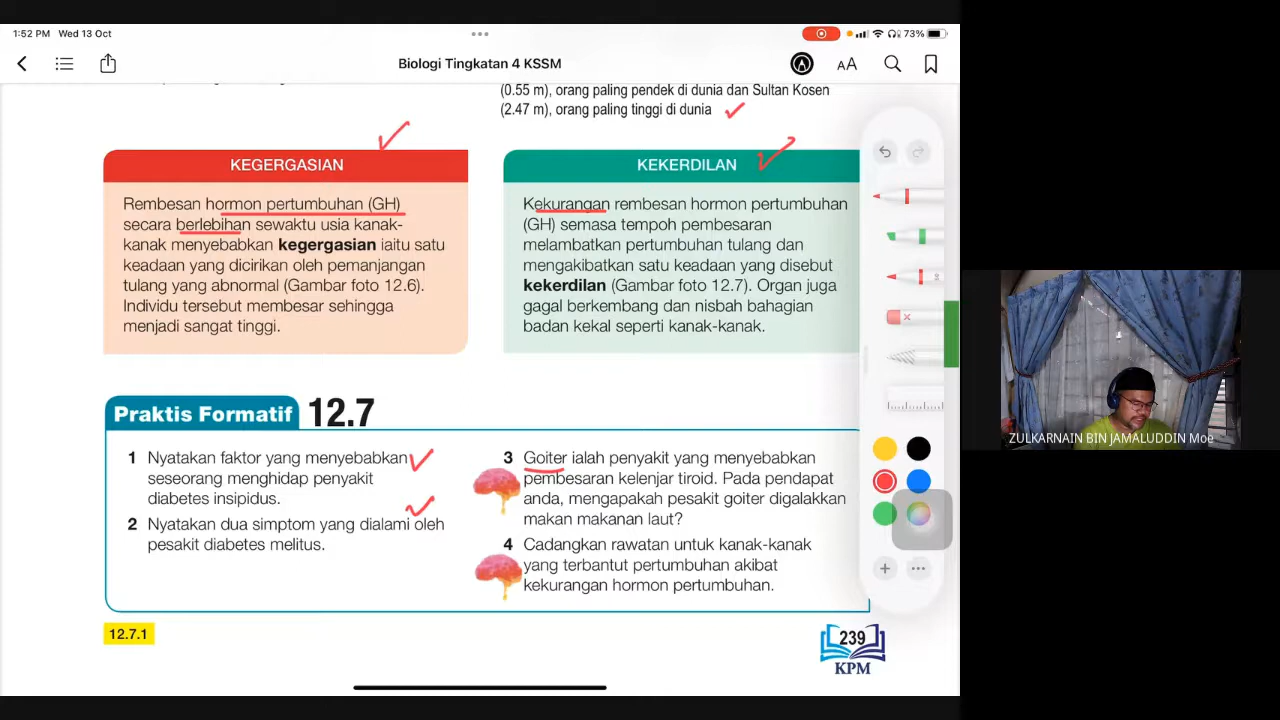 1:52 PM Wed 13 Oct
73%
Biologi Tingkatan 4 KSSM
AA
(0.55 m), orang paling pendek di dunia dan Sultan Kosen
(2.47 m), orang paling tinggi di dunia
KEGERGASIAN
Rembesan hormon pertumbuhan (GH)
secara berlebihan sewaktu usia kanak-
kanak menyebabkan kegergasian iaitu satu
keadaan yang dicirikan oleh pemanjangan
tulang yang abnormal (Gambar foto 12.6).
Individu tersebut membesar sehingga
menjadi sangat tinggi.
KEKERDILAN
Kekurangan rembesan hormon pertumbuhan
(GH) semasa tempoh pembesaran
melambatkan pertumbuhan tulang dan
mengakibatkan satu keadaan yang disebut
kekerdilan (Gambar foto 12.7). Organ juga
gagal berkembang dan nisbah bahagian
badan kekal seperti kanak-kanak.
Praktis Formatif 12.7
1 Nyatakan faktor yang menyebabkan
seseorang menghidap penyakit
diabetes insipidus.
2 Nyatakan dua simptom yang dialami oleh
pesakit diabetes melitus.
3 Goiter ialah penyakit yang menyebabkan
pembesaran kelenjar tiroid. Pada pendapat
anda, mengapakah pesakit goiter digalakkan
makan makanan laut?
4 Cadangkan rawatan untuk kanak-kanak
yang terbantut pertumbuhan akibat
kekurangan hormon pertumbuhan.
12.7.1
239
KPM
ZULKARNAIN BIN JAMALUDDIN Moe